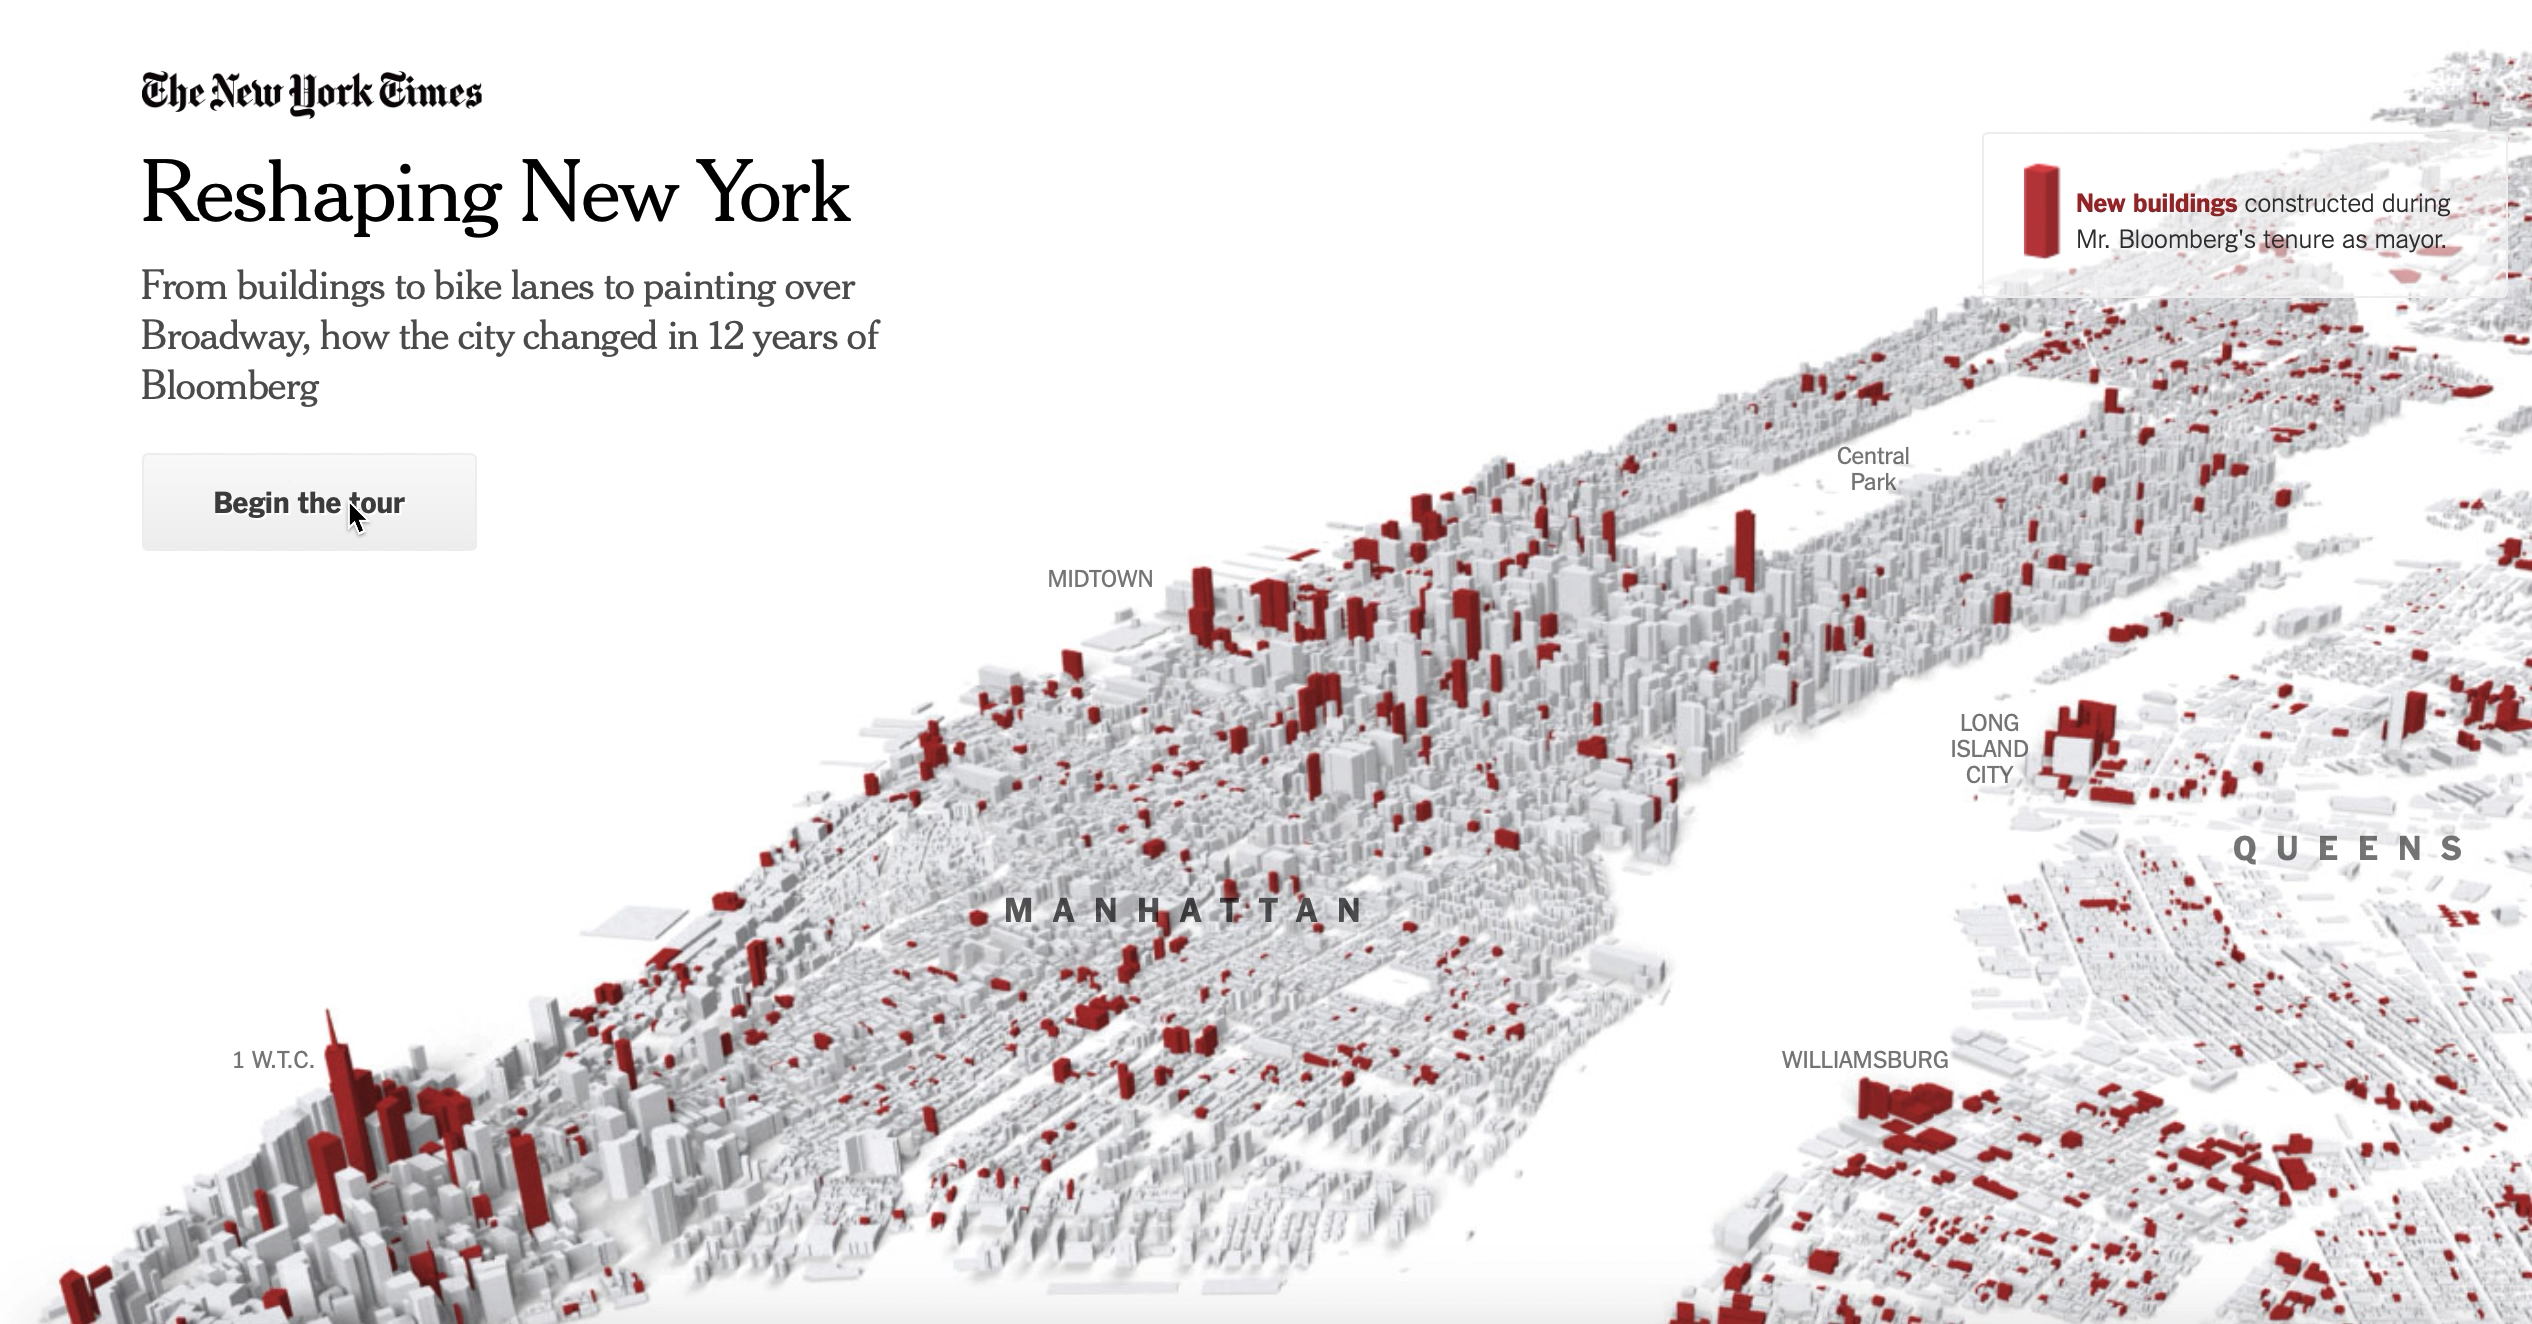 The New York Times
Reshaping New York
From buildings to bike lanes to painting over
Broadway, how the city changed in 12 years of
Bloomberg
Begin the tour
New buildings constructed during
Mr. Bloomberg's tenure as mayor.
Central
Park
MIDTOWN
LONG
ISLAND
CITY
QUEENS
MANHATTAN
1 W.T.C.
WILLIAMSBURG